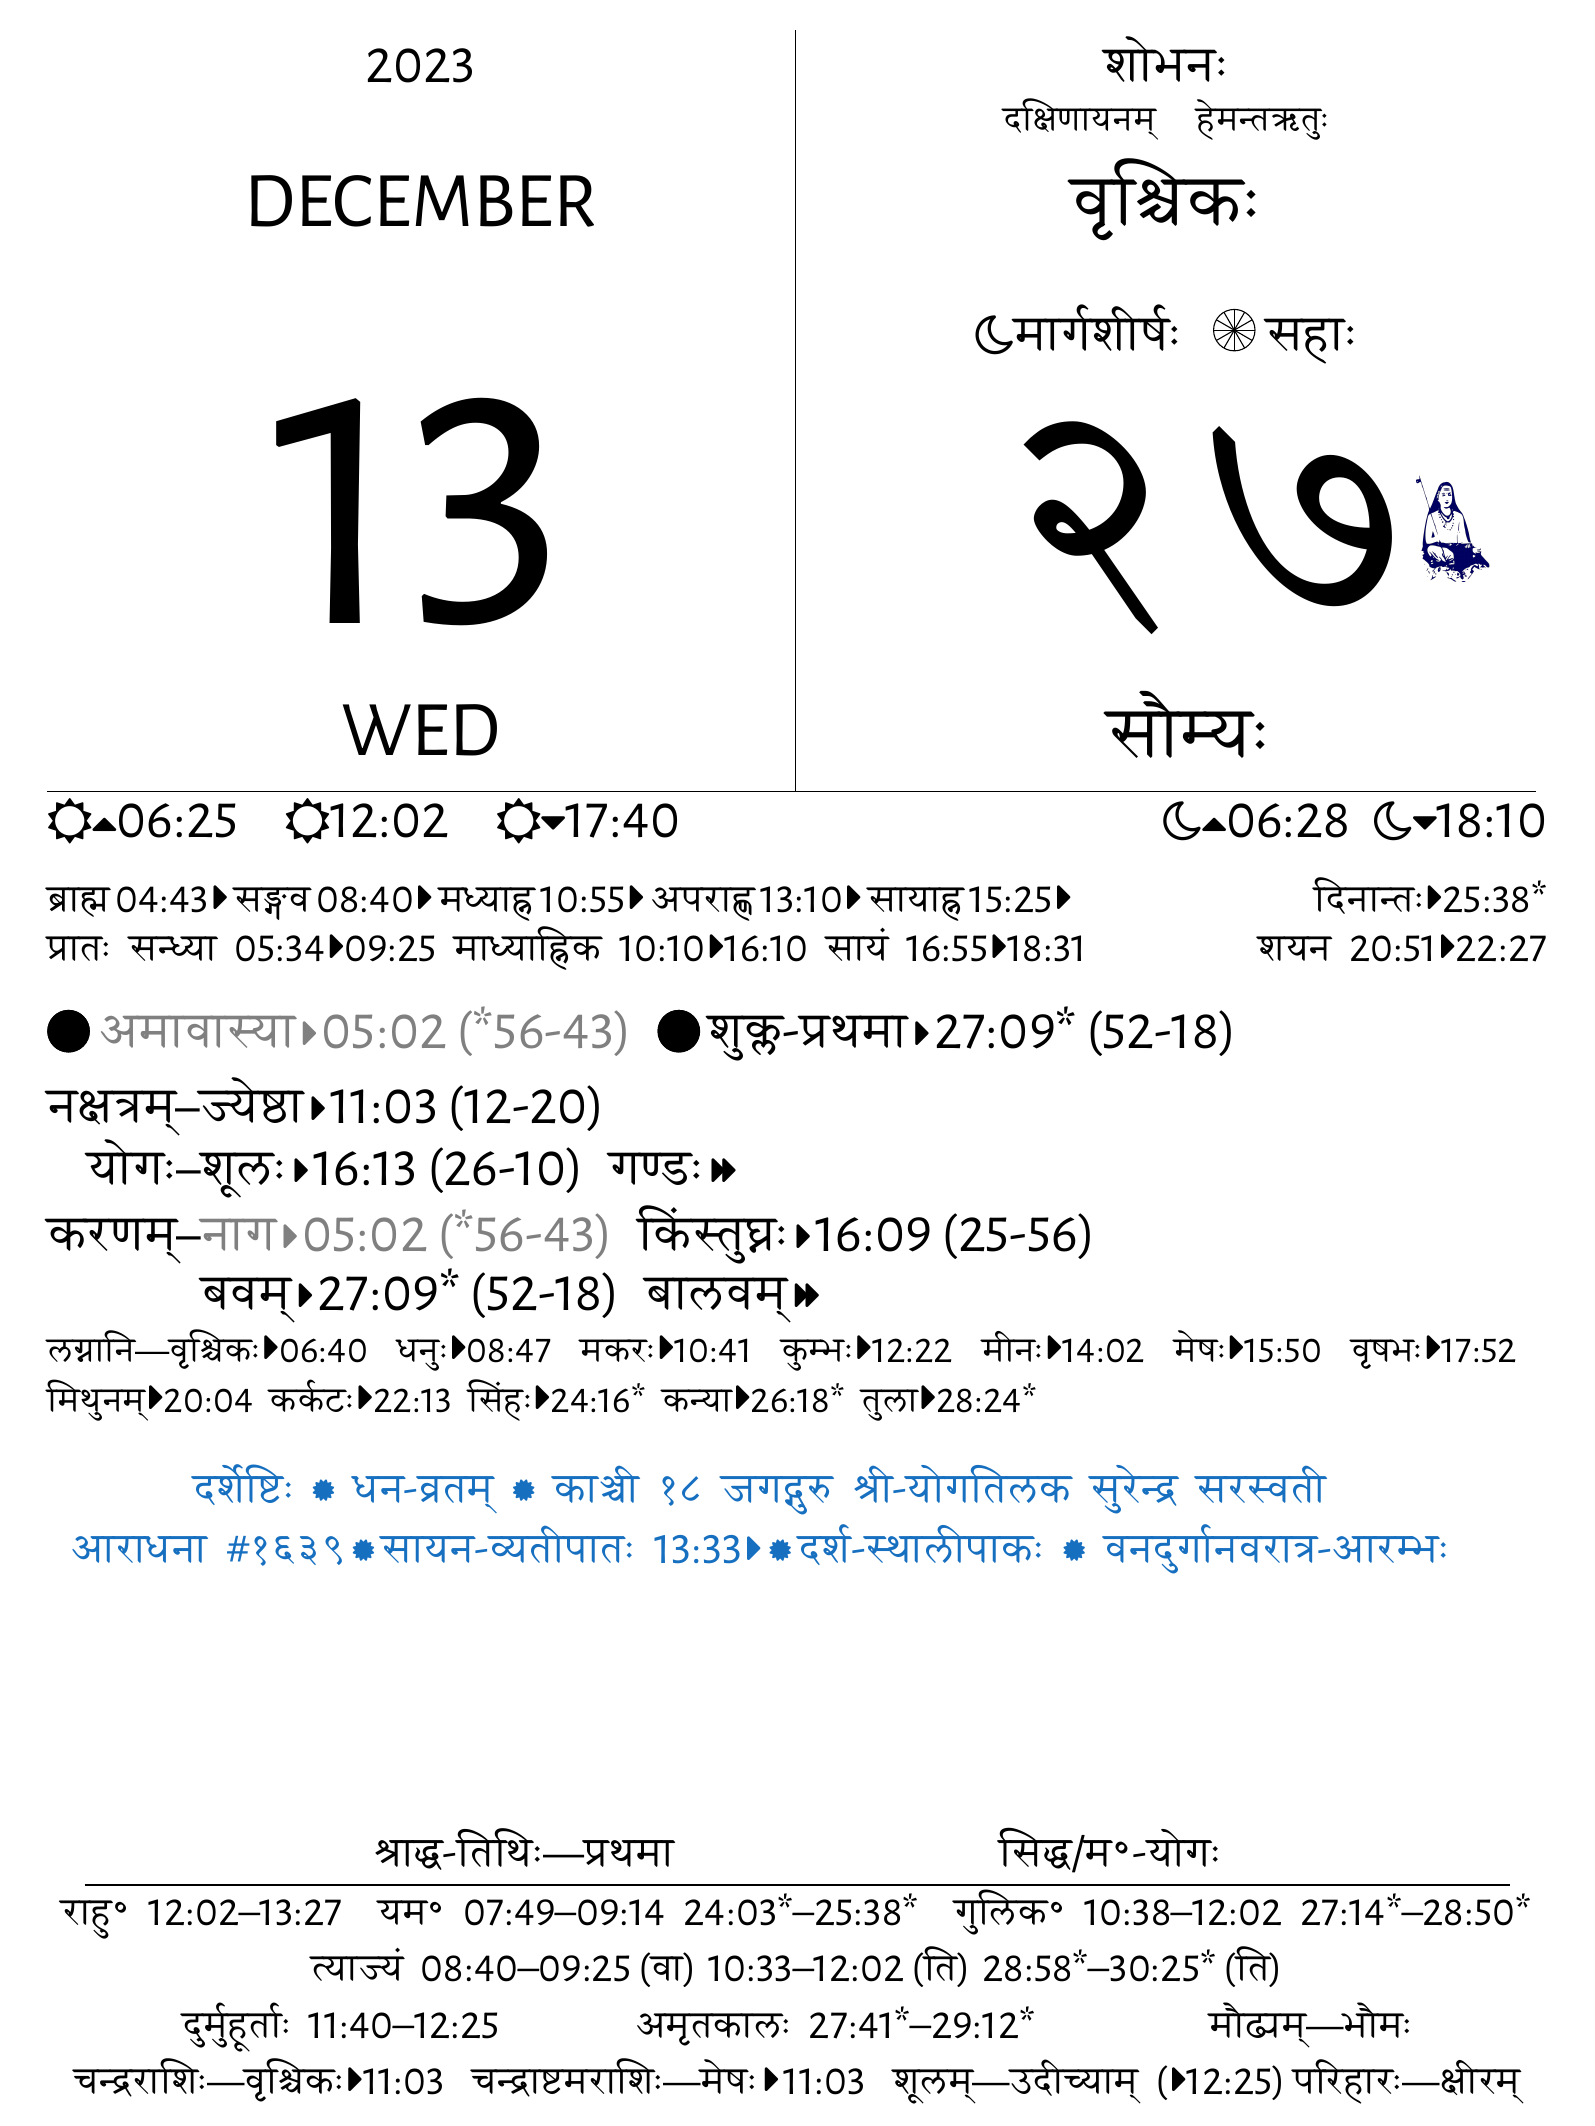 2023
DECEMBER
13
WED
शोभनः
दक्षिणायनम् हेमन्तऋतुः
वृश्चिकः
मार्गशीर्षः सहाः
२७
सौम्यः
06:25 12:02 17:40 06:28 18:10
ब्राह्म 04:43 सङ्गव 08:40 मध्याह्न 10:55 अपराह्ण 13:10 सायाह्न 15:25 दिनान्तः 25:38*
प्रातः सन्ध्या 05:34 09:25 माध्याह्निक 10:10 16:10 सायं 16:55 18:31 शयन 20:51 22:27
अमावास्या 05:02 (*56-43) शुक्ल-प्रथमा 27:09* (52-18)
नक्षत्रम्–ज्येष्ठा 11:03 (12-20)
योगः–शूलः 16:13 (26-10) गण्डः
करणम्–नाग 05:02 (*56-43) किंस्तुघ्नः 16:09 (25-56)
बवम् 27:09* (52-18) बालवम्
लग्नानि—वृश्चिकः 06:40 धनुः 08:47 मकरः 10:41 कुम्भः 12:22 मीनः 14:02 मेषः 15:50 वृषभः 17:52
मिथुनम् 20:04 कर्कटः 22:13 सिंहः 24:16* कन्या 26:18* तुला 28:24*
दर्शेष्टिः ✹ धन-व्रतम् ✹ काञ्ची १८ जगद्गुरु श्री-योगतिलक सुरेन्द्र सरस्वती
आराधना #१६३९ ✹ सायन-व्यतीपातः 13:33 ✹ दर्श-स्थालीपाकः ✹ वनदुर्गानवरात्र-आरम्भः
श्राद्ध-तिथिः—प्रथमा सिद्ध/म॰-योगः
राहु॰ 12:02–13:27 यम॰ 07:49–09:14 24:03*–25:38* गुलिक॰ 10:38–12:02 27:14*–28:50*
त्याज्यं 08:40–09:25 (वा) 10:33–12:02 (ति) 28:58*–30:25* (ति)
दुर्मुहूर्ताः 11:40–12:25 अमृतकालः 27:41*–29:12* मौढ्यम्—भौमः
चन्द्रराशिः—वृश्चिकः 11:03 चन्द्राष्टमराशिः—मेषः 11:03 शूलम्—उदीच्याम् (12:25) परिहारः—क्षीरम्